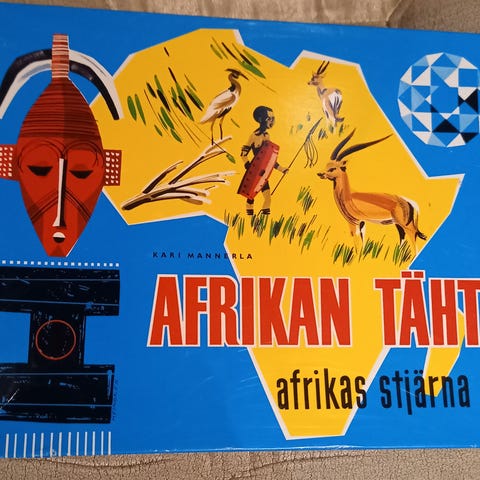 KARI MANNERLA
AFRIKAN TÄHT
afrikas stjärna